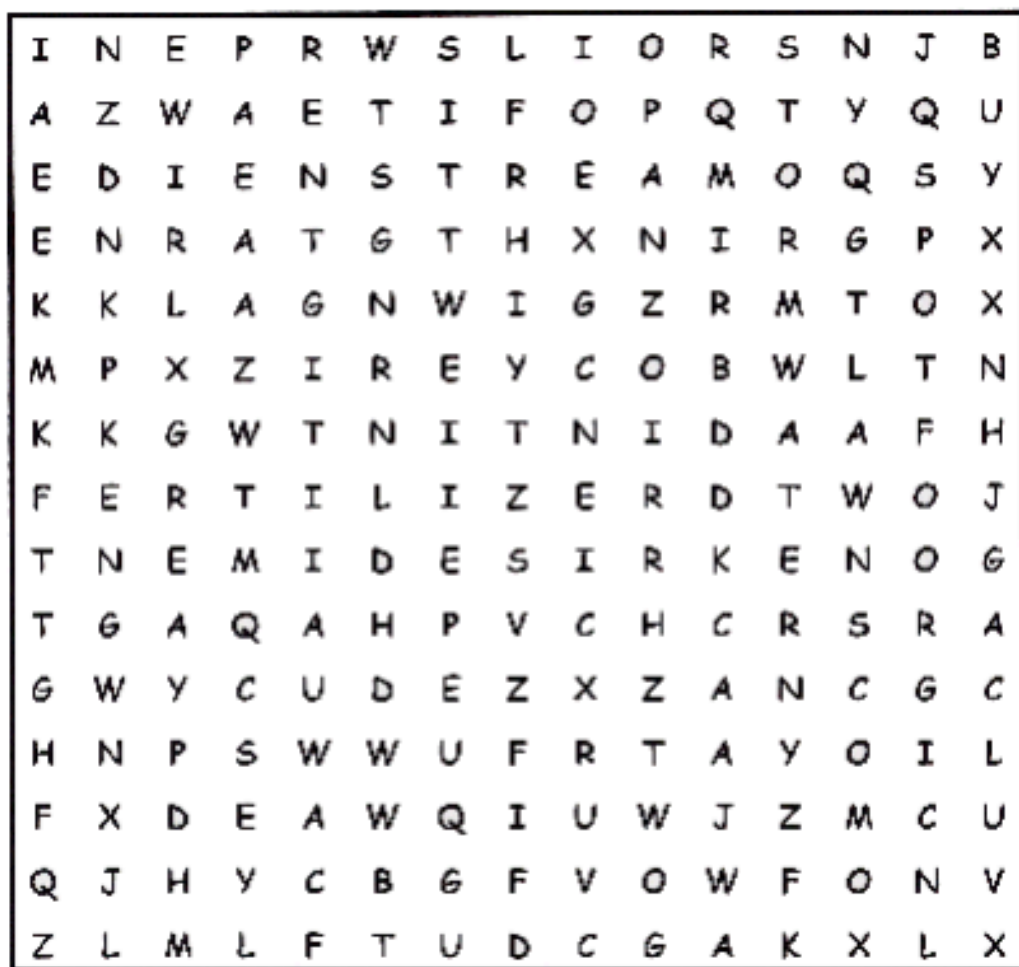 I N E P R W S L I O R S N J B
A Z W A E T I F O P Q T Y Q U
E D I E N S T R E A M O Q S Y
E N R A T G T H X N I R G P X
K K L A G N W I G Z R M T O X
M P X Z I R E Y C O B W L T N
K K G W T N I T N I D A A F H
F E R T I L I Z E R D T W O J
T N E M I D E S I R K E N O G
T G A Q A H P V C H C R S R A
G W Y C U D E Z X Z A N C G C
H N P S W W U F R T A Y O I L
F X D E A W Q I U W J Z M C U
Q J H Y C B G F V O W F O N V
Z L M L F T U D C G A K X L X